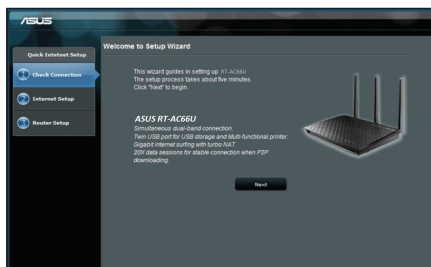 ASUS
Quick Internet Setup
Check Connection
2 Internet Setup
3 Router Setup
Welcome to Setup Wizard
This wizard guides in setting up RT-AC66U
The setup process takes about five minutes.
Click "Next" to begin.
ASUS RT-AC66U
Simultaneous dual-band connection.
Twin USB port for USB storage and Multi-functional printer.
Gigabit internet surfing with turbo NAT.
20X data sessions for stable connection when P2P
downloading.
Next